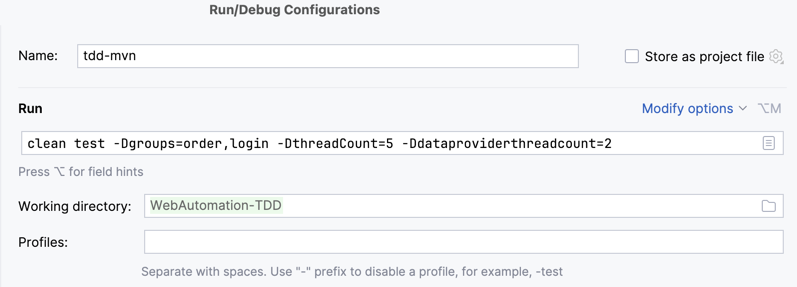 Run/Debug Configurations
Name: tdd-mvn Store as project file
Run Modify options ⌥M
clean test -Dgroups=order,login -DthreadCount=5 -Ddataproviderthreadcount=2
Press ⌥ for field hints
Working directory: WebAutomation-TDD
Profiles:
Separate with spaces. Use "-" prefix to disable a profile, for example, -test